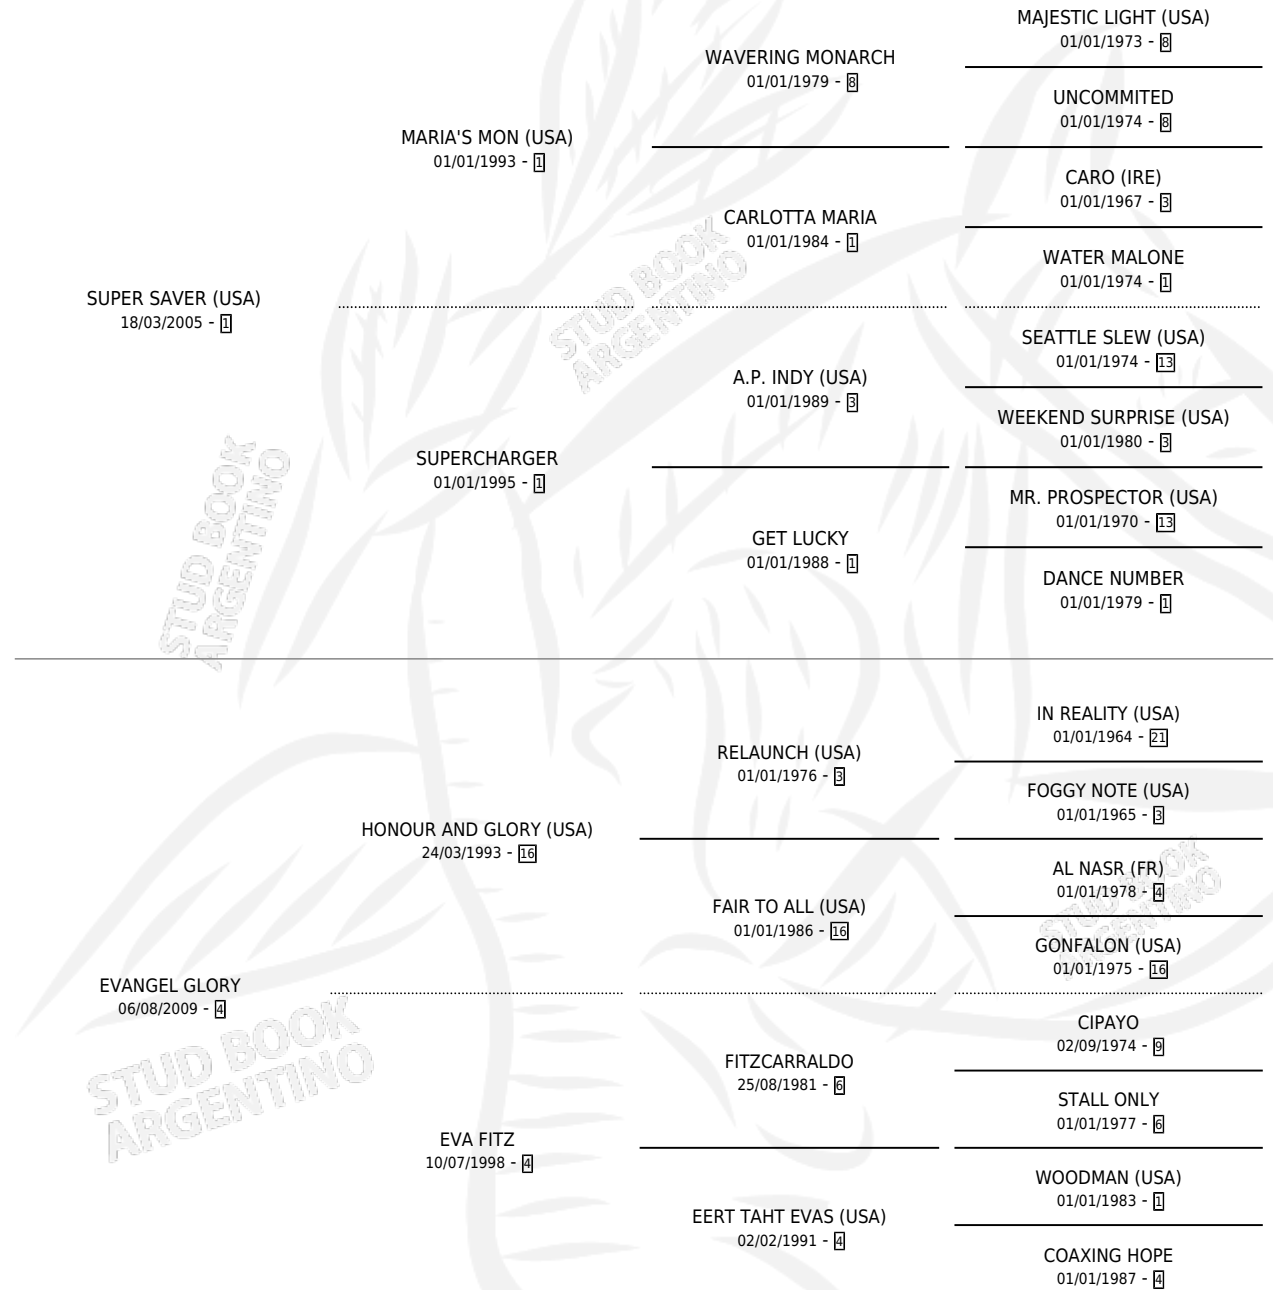 MAJESTIC LIGHT (USA)
01/01/1973 - 8
WAVERING MONARCH
01/01/1979 - 8
UNCOMMITED
01/01/1974 - 8
MARIA'S MON (USA)
01/01/1993 - 1
CARO (IRE)
01/01/1967 - 3
CARLOTTA MARIA
01/01/1984 - 1
WATER MALONE
01/01/1974 - 1
SUPER SAVER (USA)
18/03/2005 - 1
STUD BOOK
ARGENTINO
SEATTLE SLEW (USA)
01/01/1974 - 13
A.P. INDY (USA)
01/01/1989 - 3
WEEKEND SURPRISE (USA)
01/01/1980 - 3
SUPERCHARGER
01/01/1995 - 1
MR. PROSPECTOR (USA)
01/01/1970 - 13
GET LUCKY
01/01/1988 - 1
DANCE NUMBER
01/01/1979 - 1
STUD BOOK
ARGENTINO
IN REALITY (USA)
01/01/1964 - 21
RELAUNCH (USA)
01/01/1976 - 3
FOGGY NOTE (USA)
01/01/1965 - 3
HONOUR AND GLORY (USA)
24/03/1993 - 16
AL NASR (FR)
01/01/1978 - 4
FAIR TO ALL (USA)
01/01/1986 - 16
STUD BOOK
ARGENTINO
GONFALON (USA)
01/01/1975 - 16
EVANGEL GLORY
06/08/2009 - 4
CIPAYO
02/09/1974 - 9
FITZCARRALDO
25/08/1981 - 6
STALL ONLY
01/01/1977 - 6
STUD BOOK
ARGENTINO
EVA FITZ
10/07/1998 - 4
WOODMAN (USA)
01/01/1983 - 1
EERT TAHT EVAS (USA)
02/02/1991 - 4
COAXING HOPE
01/01/1987 - 4